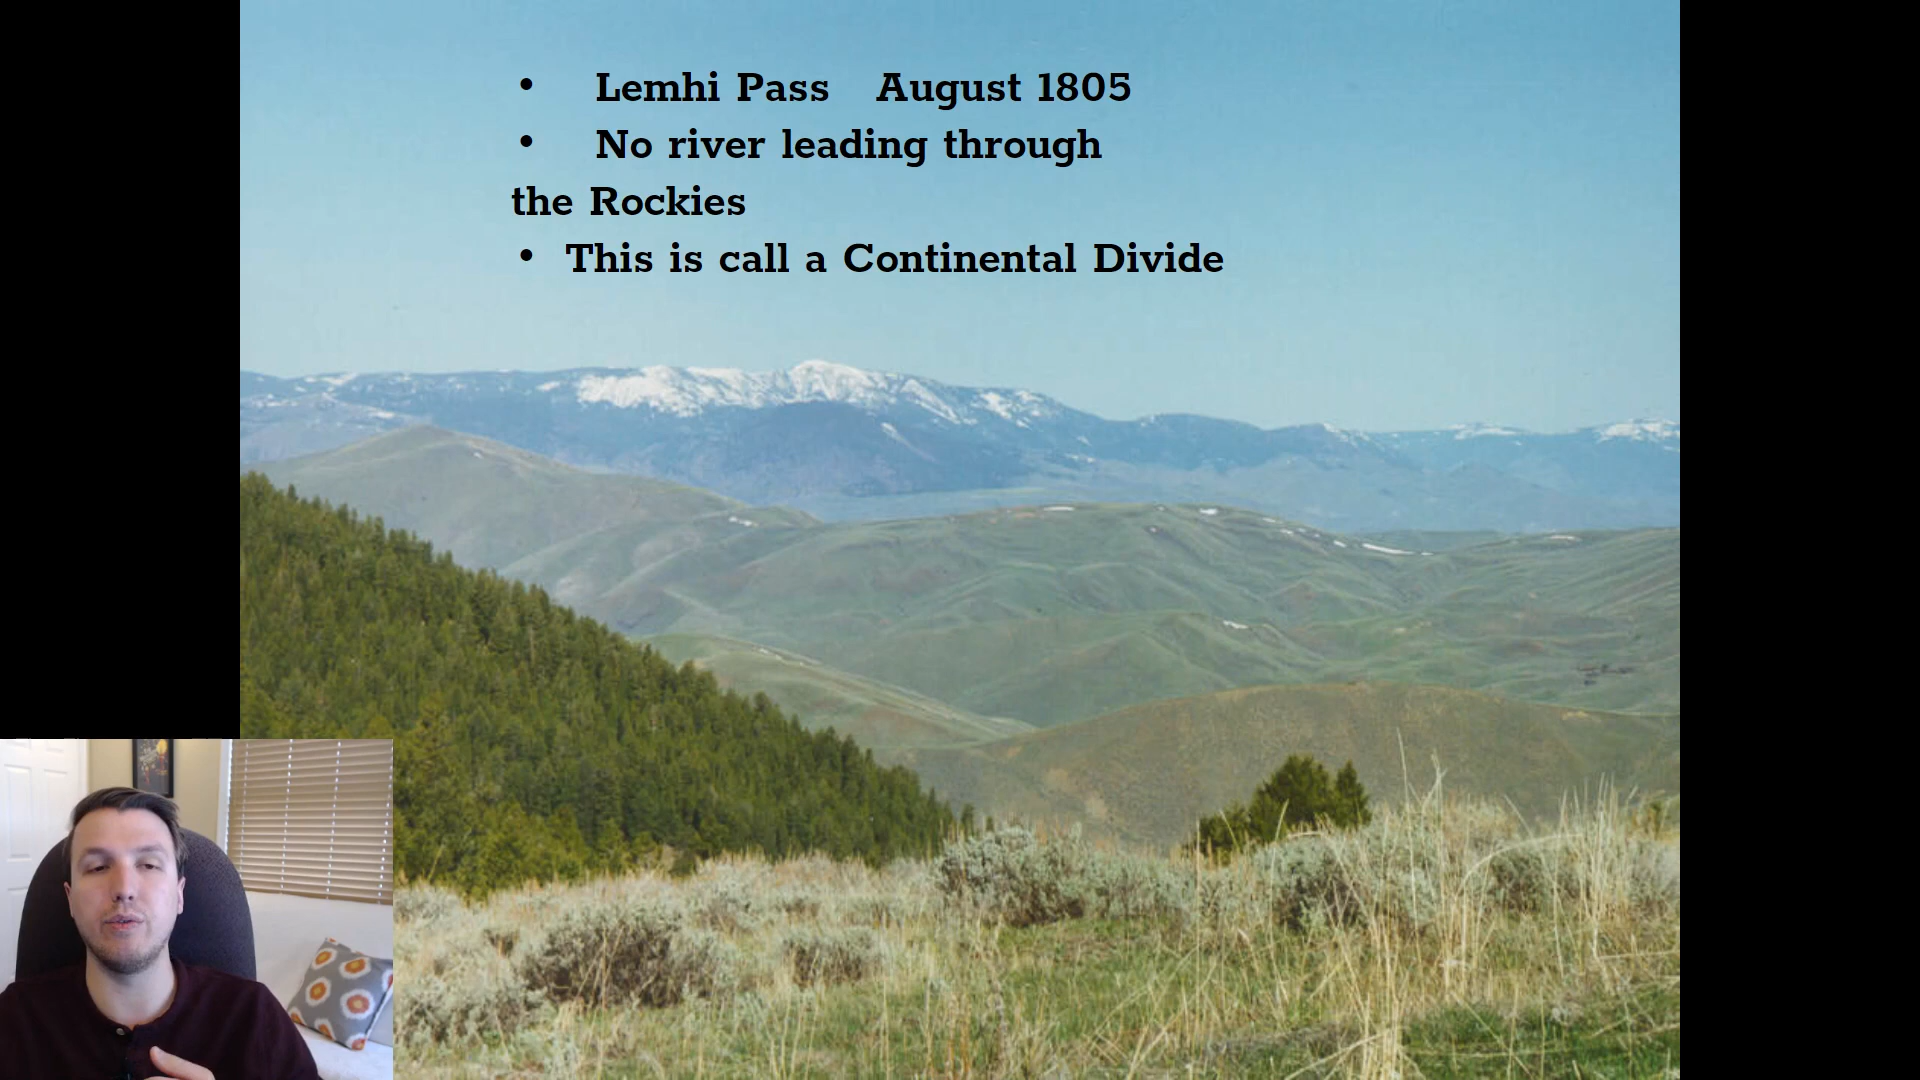 • Lemhi Pass August 1805
• No river leading through
the Rockies
• This is call a Continental Divide